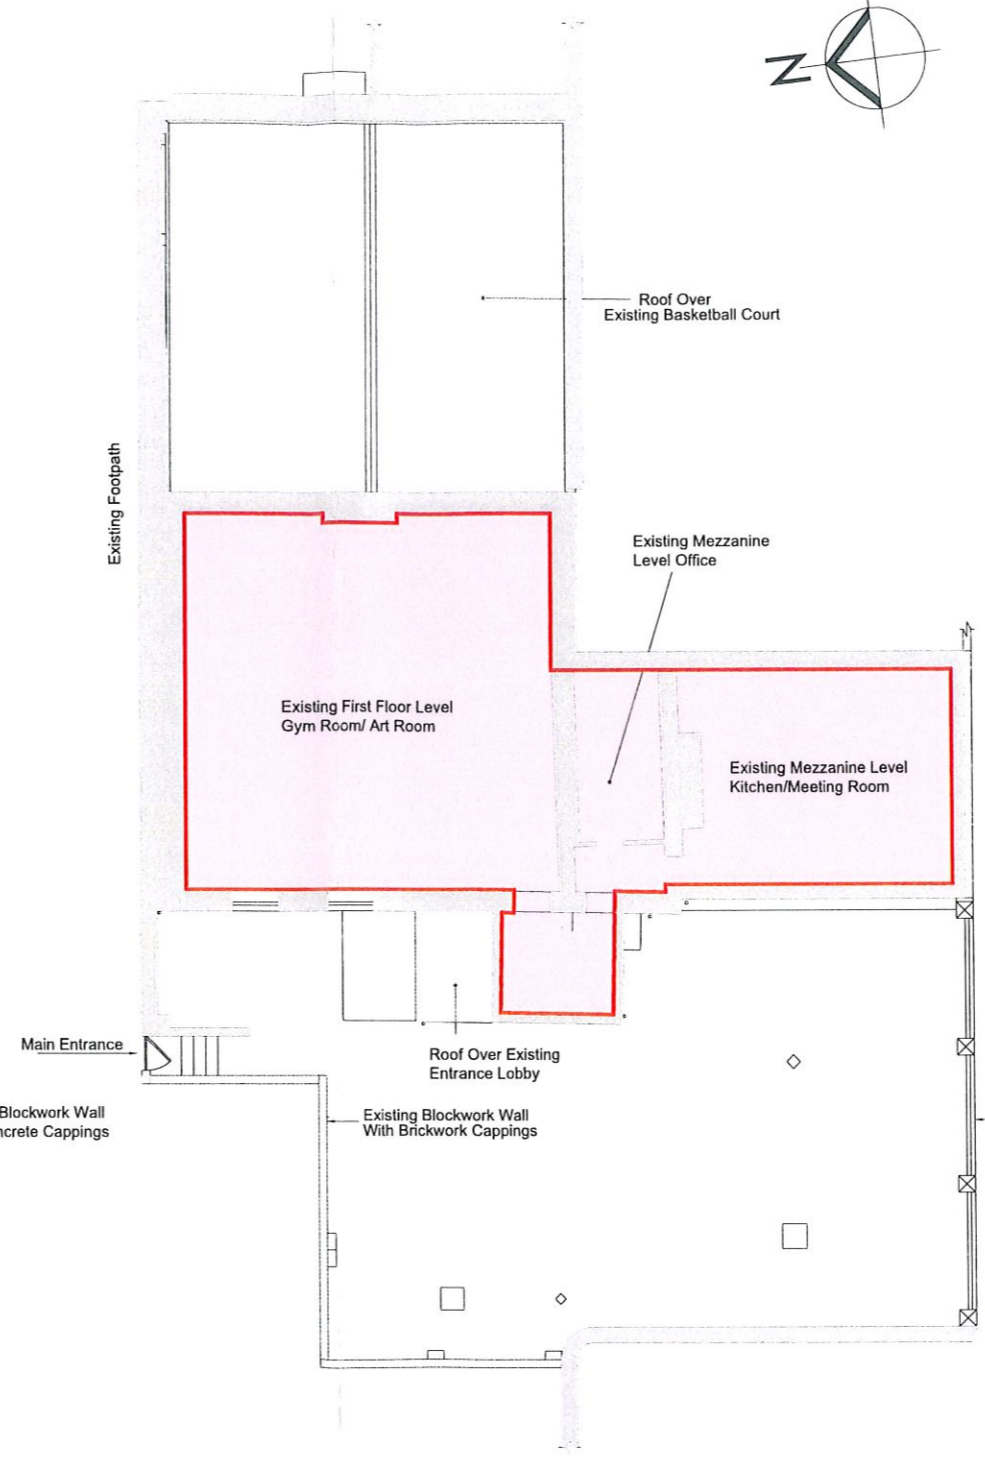 N
Roof Over
Existing Basketball Court
Existing Footpath
Existing Mezzanine
Level Office
Existing First Floor Level
Gym Room/ Art Room
Existing Mezzanine Level
Kitchen/Meeting Room
Main Entrance
Roof Over Existing
Entrance Lobby
Blockwork Wall
ncrete Cappings
Existing Blockwork Wall
With Brickwork Cappings